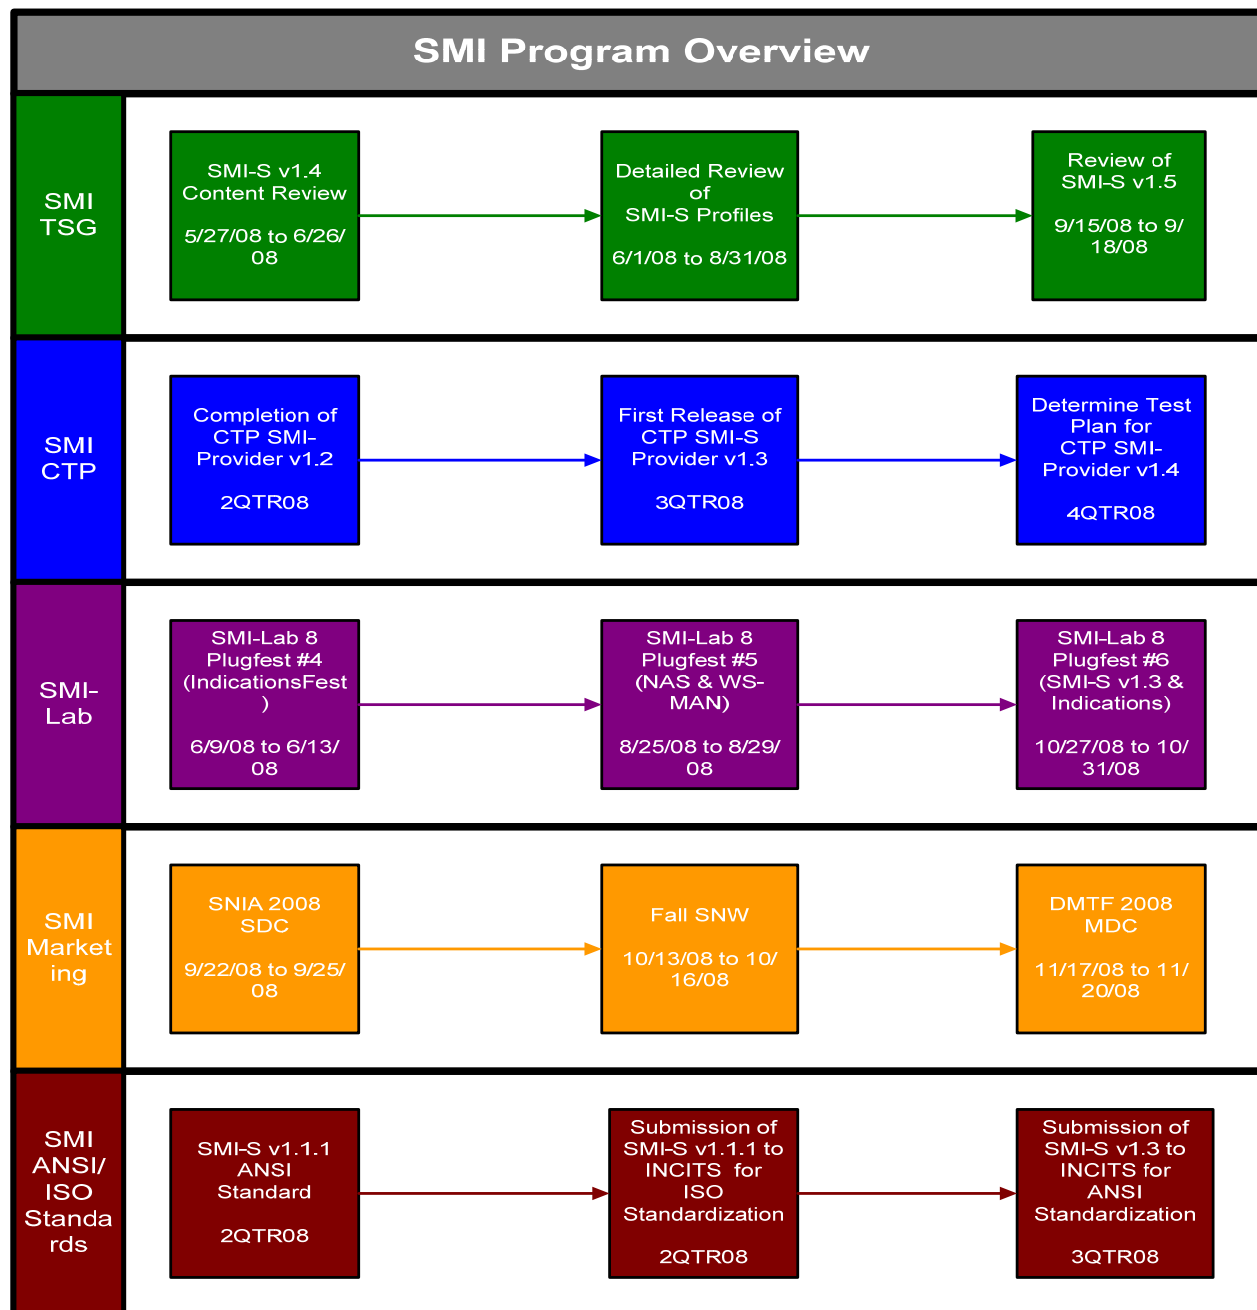 SMI Program Overview
SMI
TSG
SMI-S v1.4
Content Review
5/27/08 to 6/26/
08
Detailed Review
of
SMI-S Profiles
6/1/08 to 8/31/08
Review of
SMI-S v1.5
9/15/08 to 9/
18/08
SMI
CTP
Completion of
CTP SMI-
Provider v1.2
2QTR08
First Release of
CTP SMI-S
Provider v1.3
3QTR08
Determine Test
Plan for
CTP SMI-
Provider v1.4
4QTR08
SMI-
Lab
SMI-Lab 8
Plugfest #4
(IndicationsFest
)
6/9/08 to 6/13/
08
SMI-Lab 8
Plugfest #5
(NAS & WS-
MAN)
8/25/08 to 8/29/
08
SMI-Lab 8
Plugfest #6
(SMI-S v1.3 &
Indications)
10/27/08 to 10/
31/08
SMI
Market
ing
SNIA 2008
SDC
9/22/08 to 9/25/
08
Fall SNW
10/13/08 to 10/
16/08
DMTF 2008
MDC
11/17/08 to 11/
20/08
SMI
ANSI/
ISO
Standa
rds
SMI-S v1.1.1
ANSI
Standard
2QTR08
Submission of
SMI-S v1.1.1 to
INCITS for
ISO
Standardization
2QTR08
Submission of
SMI-S v1.3 to
INCITS for
ANSI
Standardization
3QTR08